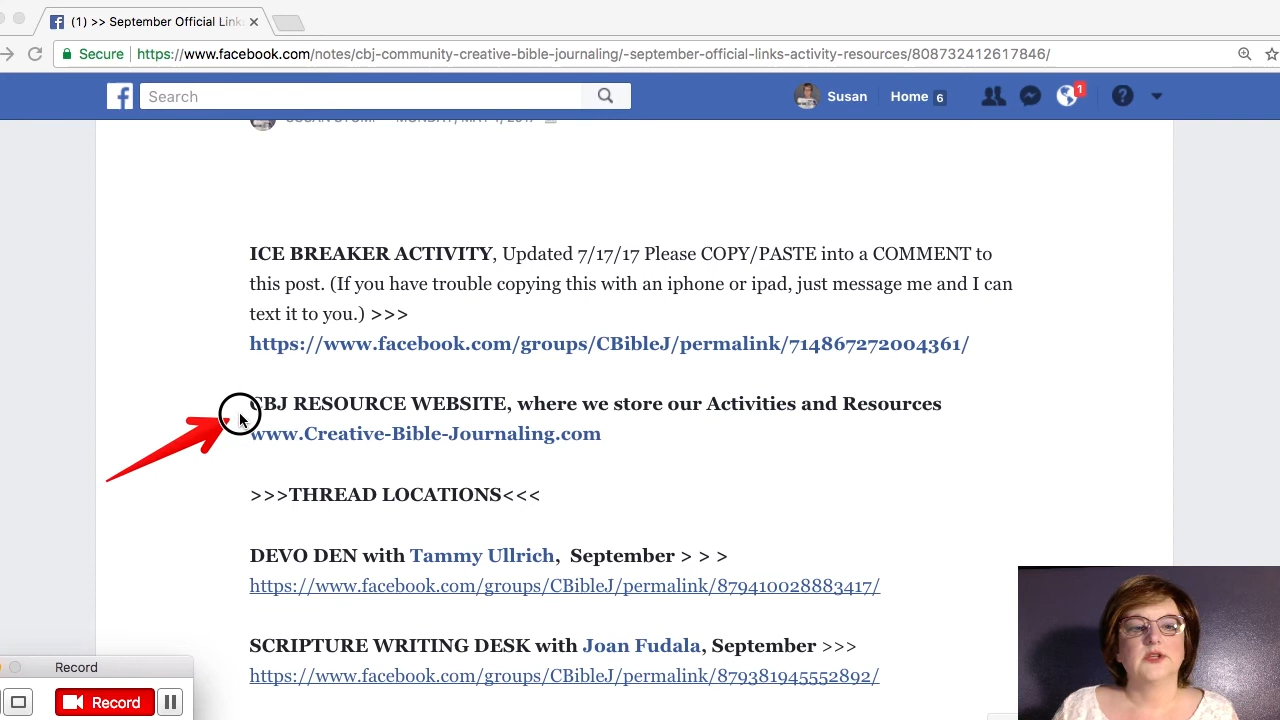 (1) >> September Official Link
Secure
https://www.facebook.com/notes/cbj-community-creative-bible-journaling/-september-official-links-activity-resources/808732412617846/
Search
Susan
Home 6
1
ICE BREAKER ACTIVITY, Updated 7/17/17 Please COPY/PASTE into a COMMENT to
this post. (If you have trouble copying this with an iphone or ipad, just message me and I can
text it to you.) >>>
https://www.facebook.com/groups/CBibleJ/permalink/714867272004361/
CBJ RESOURCE WEBSITE, where we store our Activities and Resources
www.Creative-Bible-Journaling.com
>>>THREAD LOCATIONS<<<
DEVO DEN with Tammy Ullrich, September > > >
https://www.facebook.com/groups/CBibleJ/permalink/879410028883417/
SCRIPTURE WRITING DESK with Joan Fudala, September >>>
https://www.facebook.com/groups/CBibleJ/permalink/879381945552892/
Record
Record